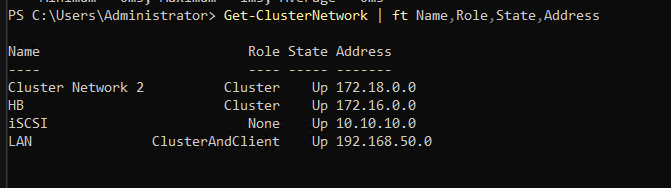 PS C:\Users\Administrator> Get-ClusterNetwork | ft Name,Role,State,Address
Name Role State Address
---- ---- ----- -------
Cluster Network 2 Cluster Up 172.18.0.0
HB Cluster Up 172.16.0.0
iSCSI None Up 10.10.10.0
LAN ClusterAndClient Up 192.168.50.0